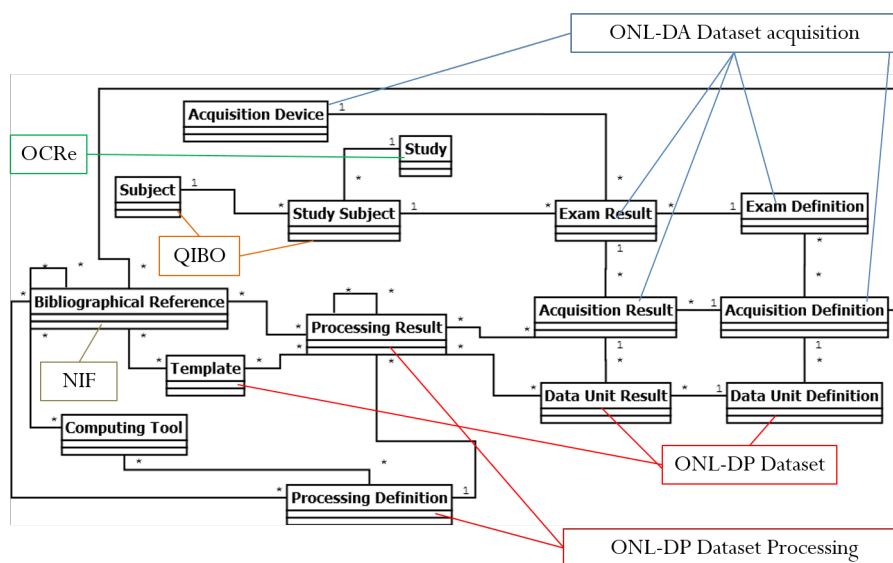 ONL-DA Dataset acquisition
Acquisition Device
1
OCRe
1
Study
*
Subject
1
*
Study Subject
1
*
*
Exam Result
*
1
Exam Definition
QIBO
1
*
*
*
*
*
*
*
Bibliographical Reference
*
*
*
*
Processing Result
*
*
Acquisition Result
*
1
Acquisition Definition
*
*
*
*
*
1
1
NIF
*
Template
*
*
*
*
*
Data Unit Result
*
1
Data Unit Definition
*
Computing Tool
ONL-DP Dataset
*
*
*
Processing Definition
1
ONL-DP Dataset Processing